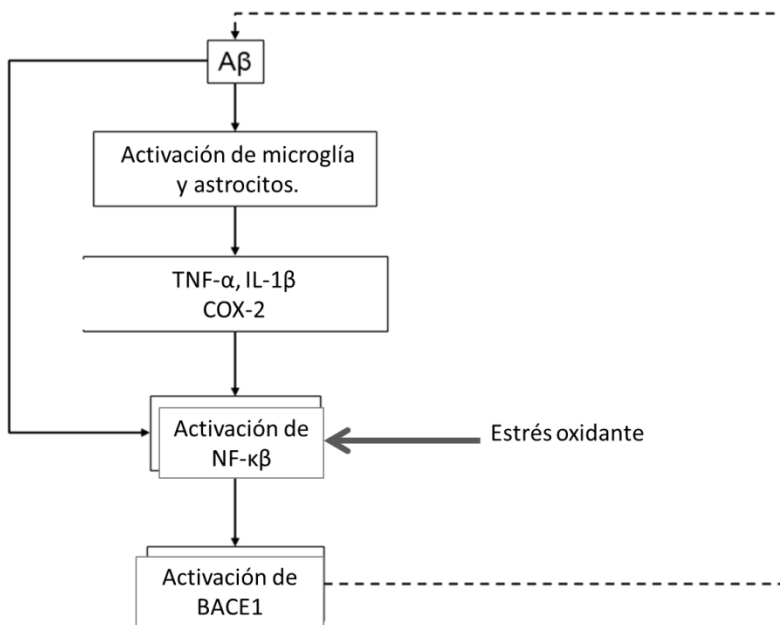 Aβ
Activación de microglía
y astrocitos.
TNF-α, IL-1β
COX-2
Activación de
NF-κβ
Estrés oxidante
Activación de
BACE1